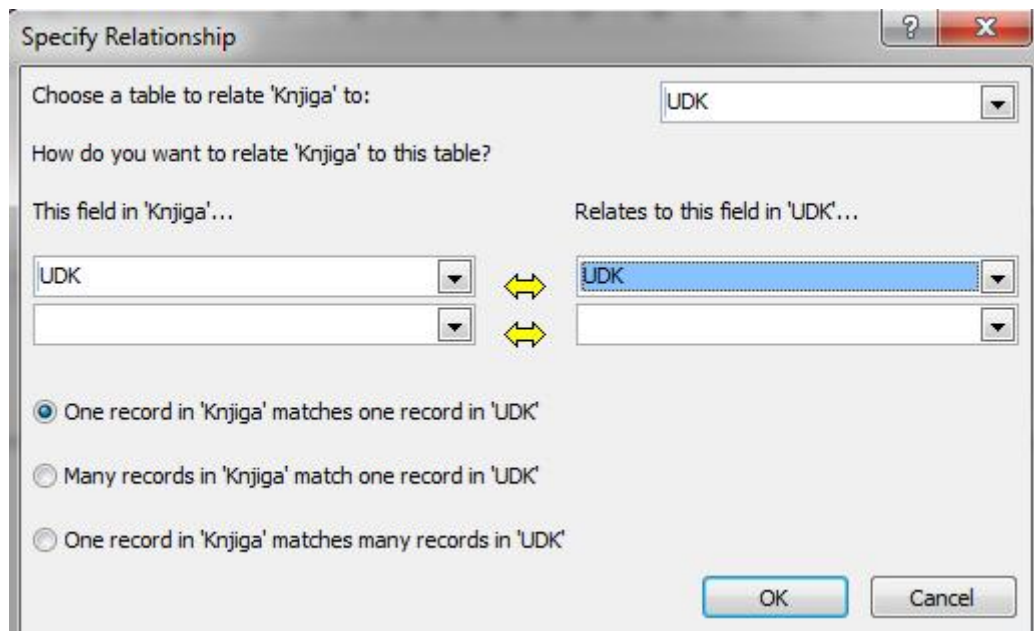 Specify Relationship
Choose a table to relate 'Knjiga' to: UDK
How do you want to relate 'Knjiga' to this table?
This field in 'Knjiga'... Relates to this field in 'UDK'...
UDK UDK
One record in 'Knjiga' matches one record in 'UDK'
Many records in 'Knjiga' match one record in 'UDK'
One record in 'Knjiga' matches many records in 'UDK'
OK Cancel